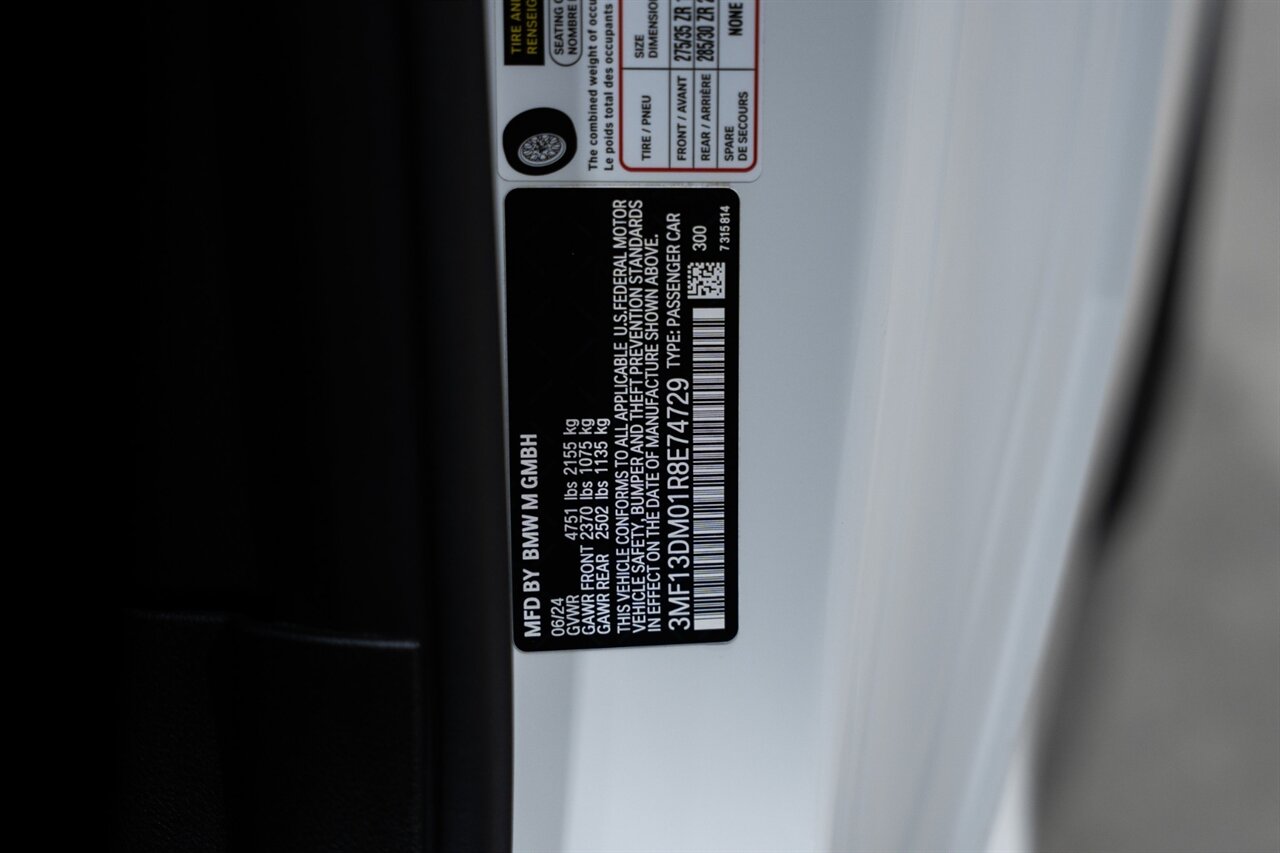 TIRE AND
RENSEIG
SEATING
NOMBRE
The combined weight of occu
Le poids total des occupants
TIRE / PNEU
SIZE
DIMENSION
FRONT / AVANT
275/35 ZR
REAR / ARRIÈRE
285/30 ZR
SPARE
DE SECOURS
NONE
MFD BY BMW M GMBH
06/24
GVWR 4751 lbs 2155 kg
GAWR FRONT 2370 lbs 1075 kg
GAWR REAR 2502 lbs 1135 kg
THIS VEHICLE CONFORMS TO ALL APPLICABLE U.S.FEDERAL MOTOR
VEHICLE SAFETY, BUMPER AND THEFT PREVENTION STANDARDS
IN EFFECT ON THE DATE OF MANUFACTURE SHOWN ABOVE.
3MF13DM01R8E74729 TYPE: PASSENGER CAR
300
7315814